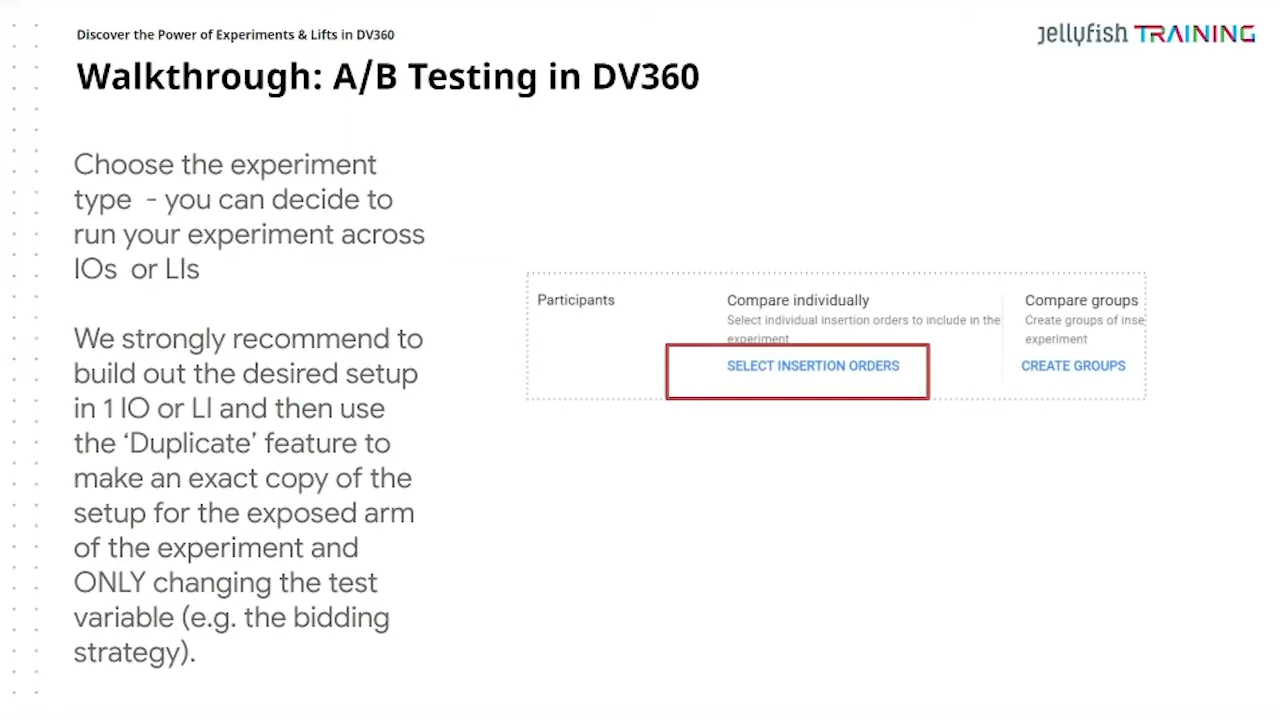 Discover the Power of Experiments & Lifts in DV360
jellyfish TRAINING
Walkthrough: A/B Testing in DV360
Choose the experiment
type - you can decide to
run your experiment across
IOs or LIs
We strongly recommend to
build out the desired setup
in 1 IO or LI and then use
the ‘Duplicate’ feature to
make an exact copy of the
setup for the exposed arm
of the experiment and
ONLY changing the test
variable (e.g. the bidding
strategy).
Participants
Compare individually
Select individual insertion orders to include in the
experiment
SELECT INSERTION ORDERS
Compare groups
Create groups of inse
experiment
CREATE GROUPS